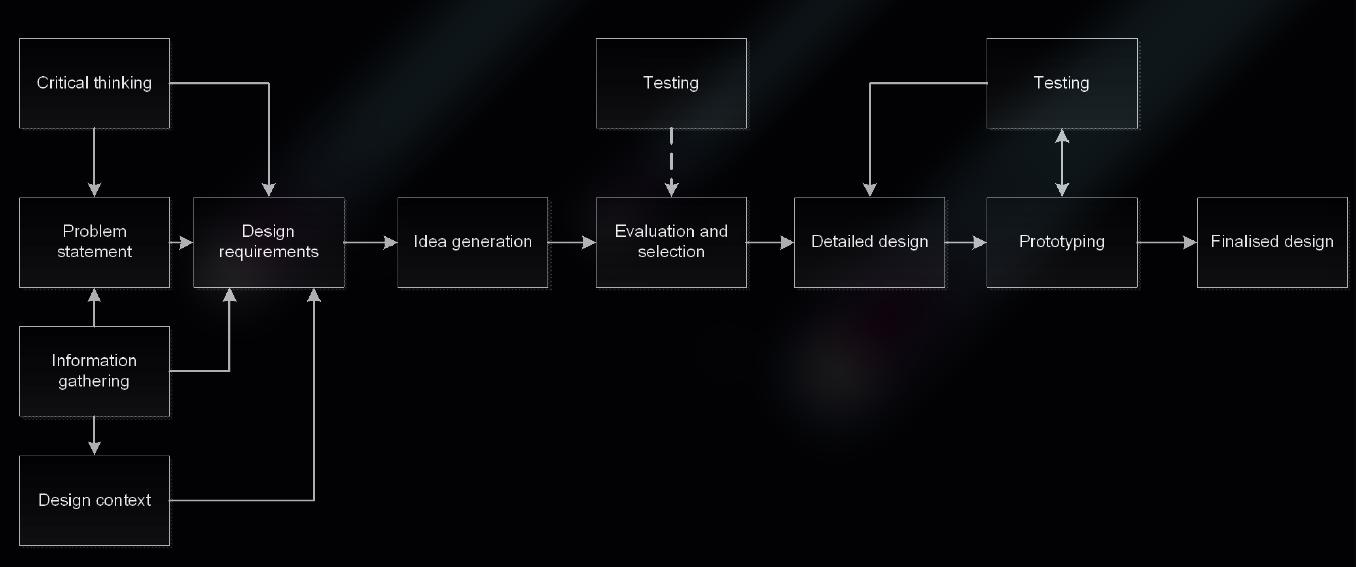 Critical thinking
Testing
Testing
Problem
statement
Design
requirements
Idea generation
Evaluation and
selection
Detailed design
Prototyping
Finalised design
Information
gathering
Design context